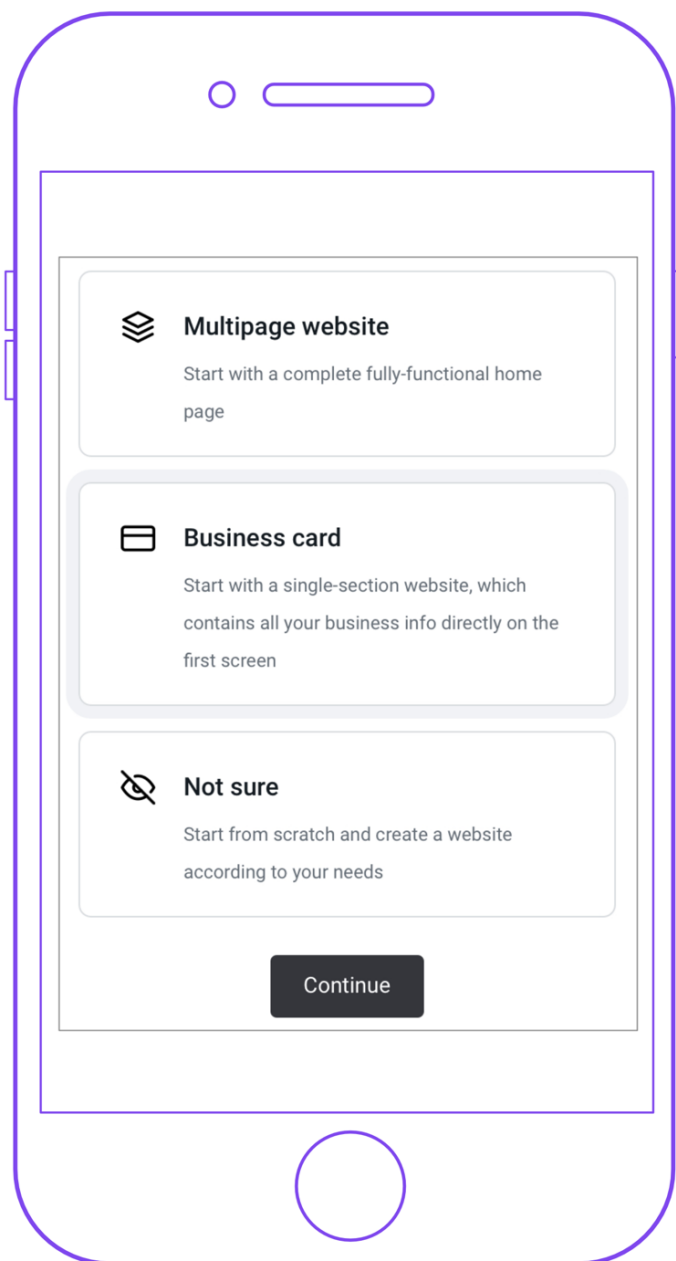 Multipage website
Start with a complete fully-functional home
page
Business card
Start with a single-section website, which
contains all your business info directly on the
first screen
Not sure
Start from scratch and create a website
according to your needs
Continue